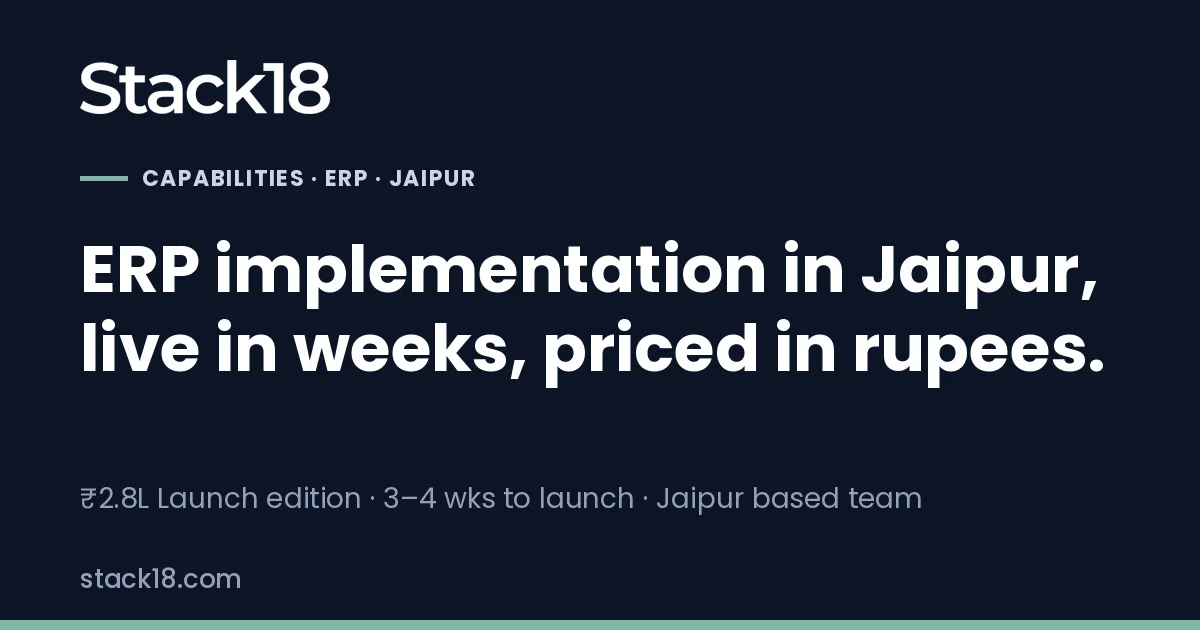 Stack18
CAPABILITIES · ERP · JAIPUR
ERP implementation in Jaipur,
live in weeks, priced in rupees.
₹2.8L Launch edition · 3–4 wks to launch · Jaipur based team
stack18.com